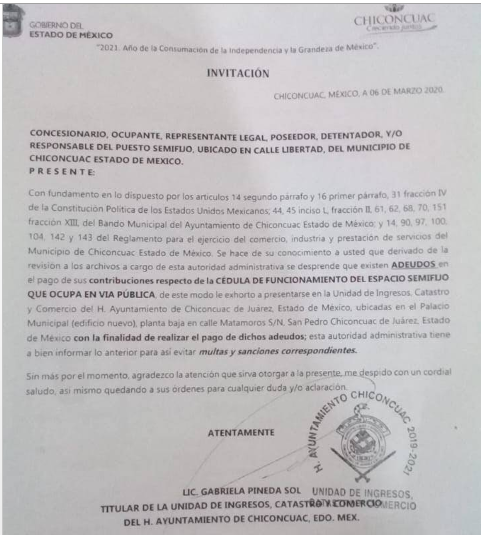 GOBIERNO DEL
ESTADO DE MÉXICO
CHICONCUAC
"2021. Año de la Consumación de la Independencia y la Grandeza de México".
INVITACIÓN
CHICONCUAC, MÉXICO, A 06 DE MARZO 2020.
CONCESIONARIO, OCUPANTE, REPRESENTANTE LEGAL, POSEEDOR, DETENTADOR, Y/O
RESPONSABLE DEL PUESTO SEMIFIJO, UBICADO EN CALLE LIBERTAD, DEL MUNICIPIO DE
CHICONCUAC ESTADO DE MEXICO.
P R E S E N T E:
Con fundamento en lo dispuesto por los articulos 14 segundo párrafo y 16 primer párrafo, 31 fracción IV
de la Constitución Política de los Estados Unidos Mexicanos; 44, 45 inciso L, fracción II, 61, 62, 68, 70, 151
fracción XIII, del Bando Municipal del Ayuntamiento de Chiconcuac Estado de México; y 14, 90, 97, 100,
104, 142 y 143 del Reglamento para el ejercicio del comercio, industria y prestación de servicios del
Municipio de Chiconcuac Estado de México. Se hace de su conocimiento a usted que derivado de la
revisión a los archivos a cargo de esta autoridad administrativa se desprende que existen ADEUDOS en
el pago de sus contribuciones respecto de la CÉDULA DE FUNCIONAMIENTO DEL ESPACIO SEMIFIJO
QUE OCUPA EN VIA PÚBLICA, de este modo le exhorto a presentarse en la Unidad de Ingresos, Catastro
y Comercio del H. Ayuntamiento de Chiconcuac de Juarez, Estado de México, ubicadas en el Palacio
Municipal (edificio nuevo), planta baja en calle Matamoros S/N, San Pedro Chiconcuac de Juárez, Estado
de México con la finalidad de realizar el pago de dichos adeudos; esta autoridad administrativa tiene
a bien informar lo anterior para así evitar multas y sanciones correspondientes.
Sin más por el momento, agradezco la atención que sirva otorgar a la presente, me despido con un cordial
saludo, asi mismo quedando a sus órdenes para cualquier duda y/o aclaración.
ATENTAMENTE
H. AYUNTAMIENTO CHICONCUAC 2019-2021
LIC. GABRIELA PINEDA SOL
UNIDAD DE INGRESOS,
TITULAR DE LA UNIDAD DE INGRESOS, CATASTRO Y COMERCIO
DEL H. AYUNTAMIENTO DE CHICONCUAC, EDO. MEX.